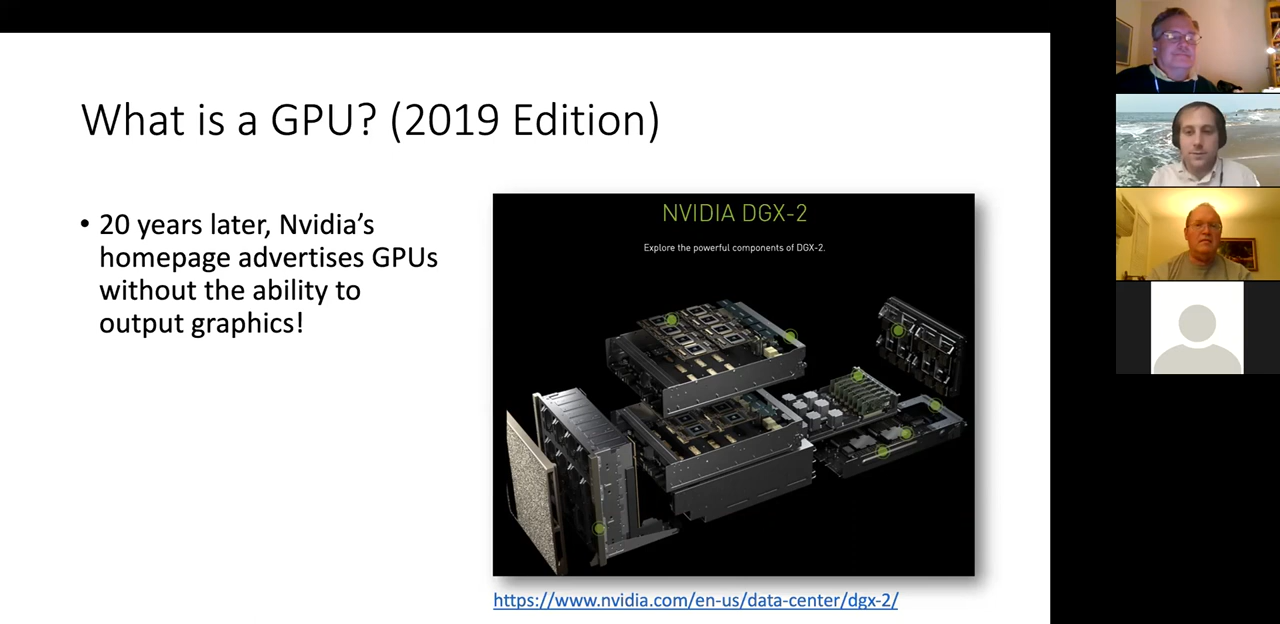 What is a GPU? (2019 Edition)
• 20 years later, Nvidia’s
homepage advertises GPUs
without the ability to
output graphics!
NVIDIA DGX-2
Explore the powerful components of DGX-2.
https://www.nvidia.com/en-us/data-center/dgx-2/